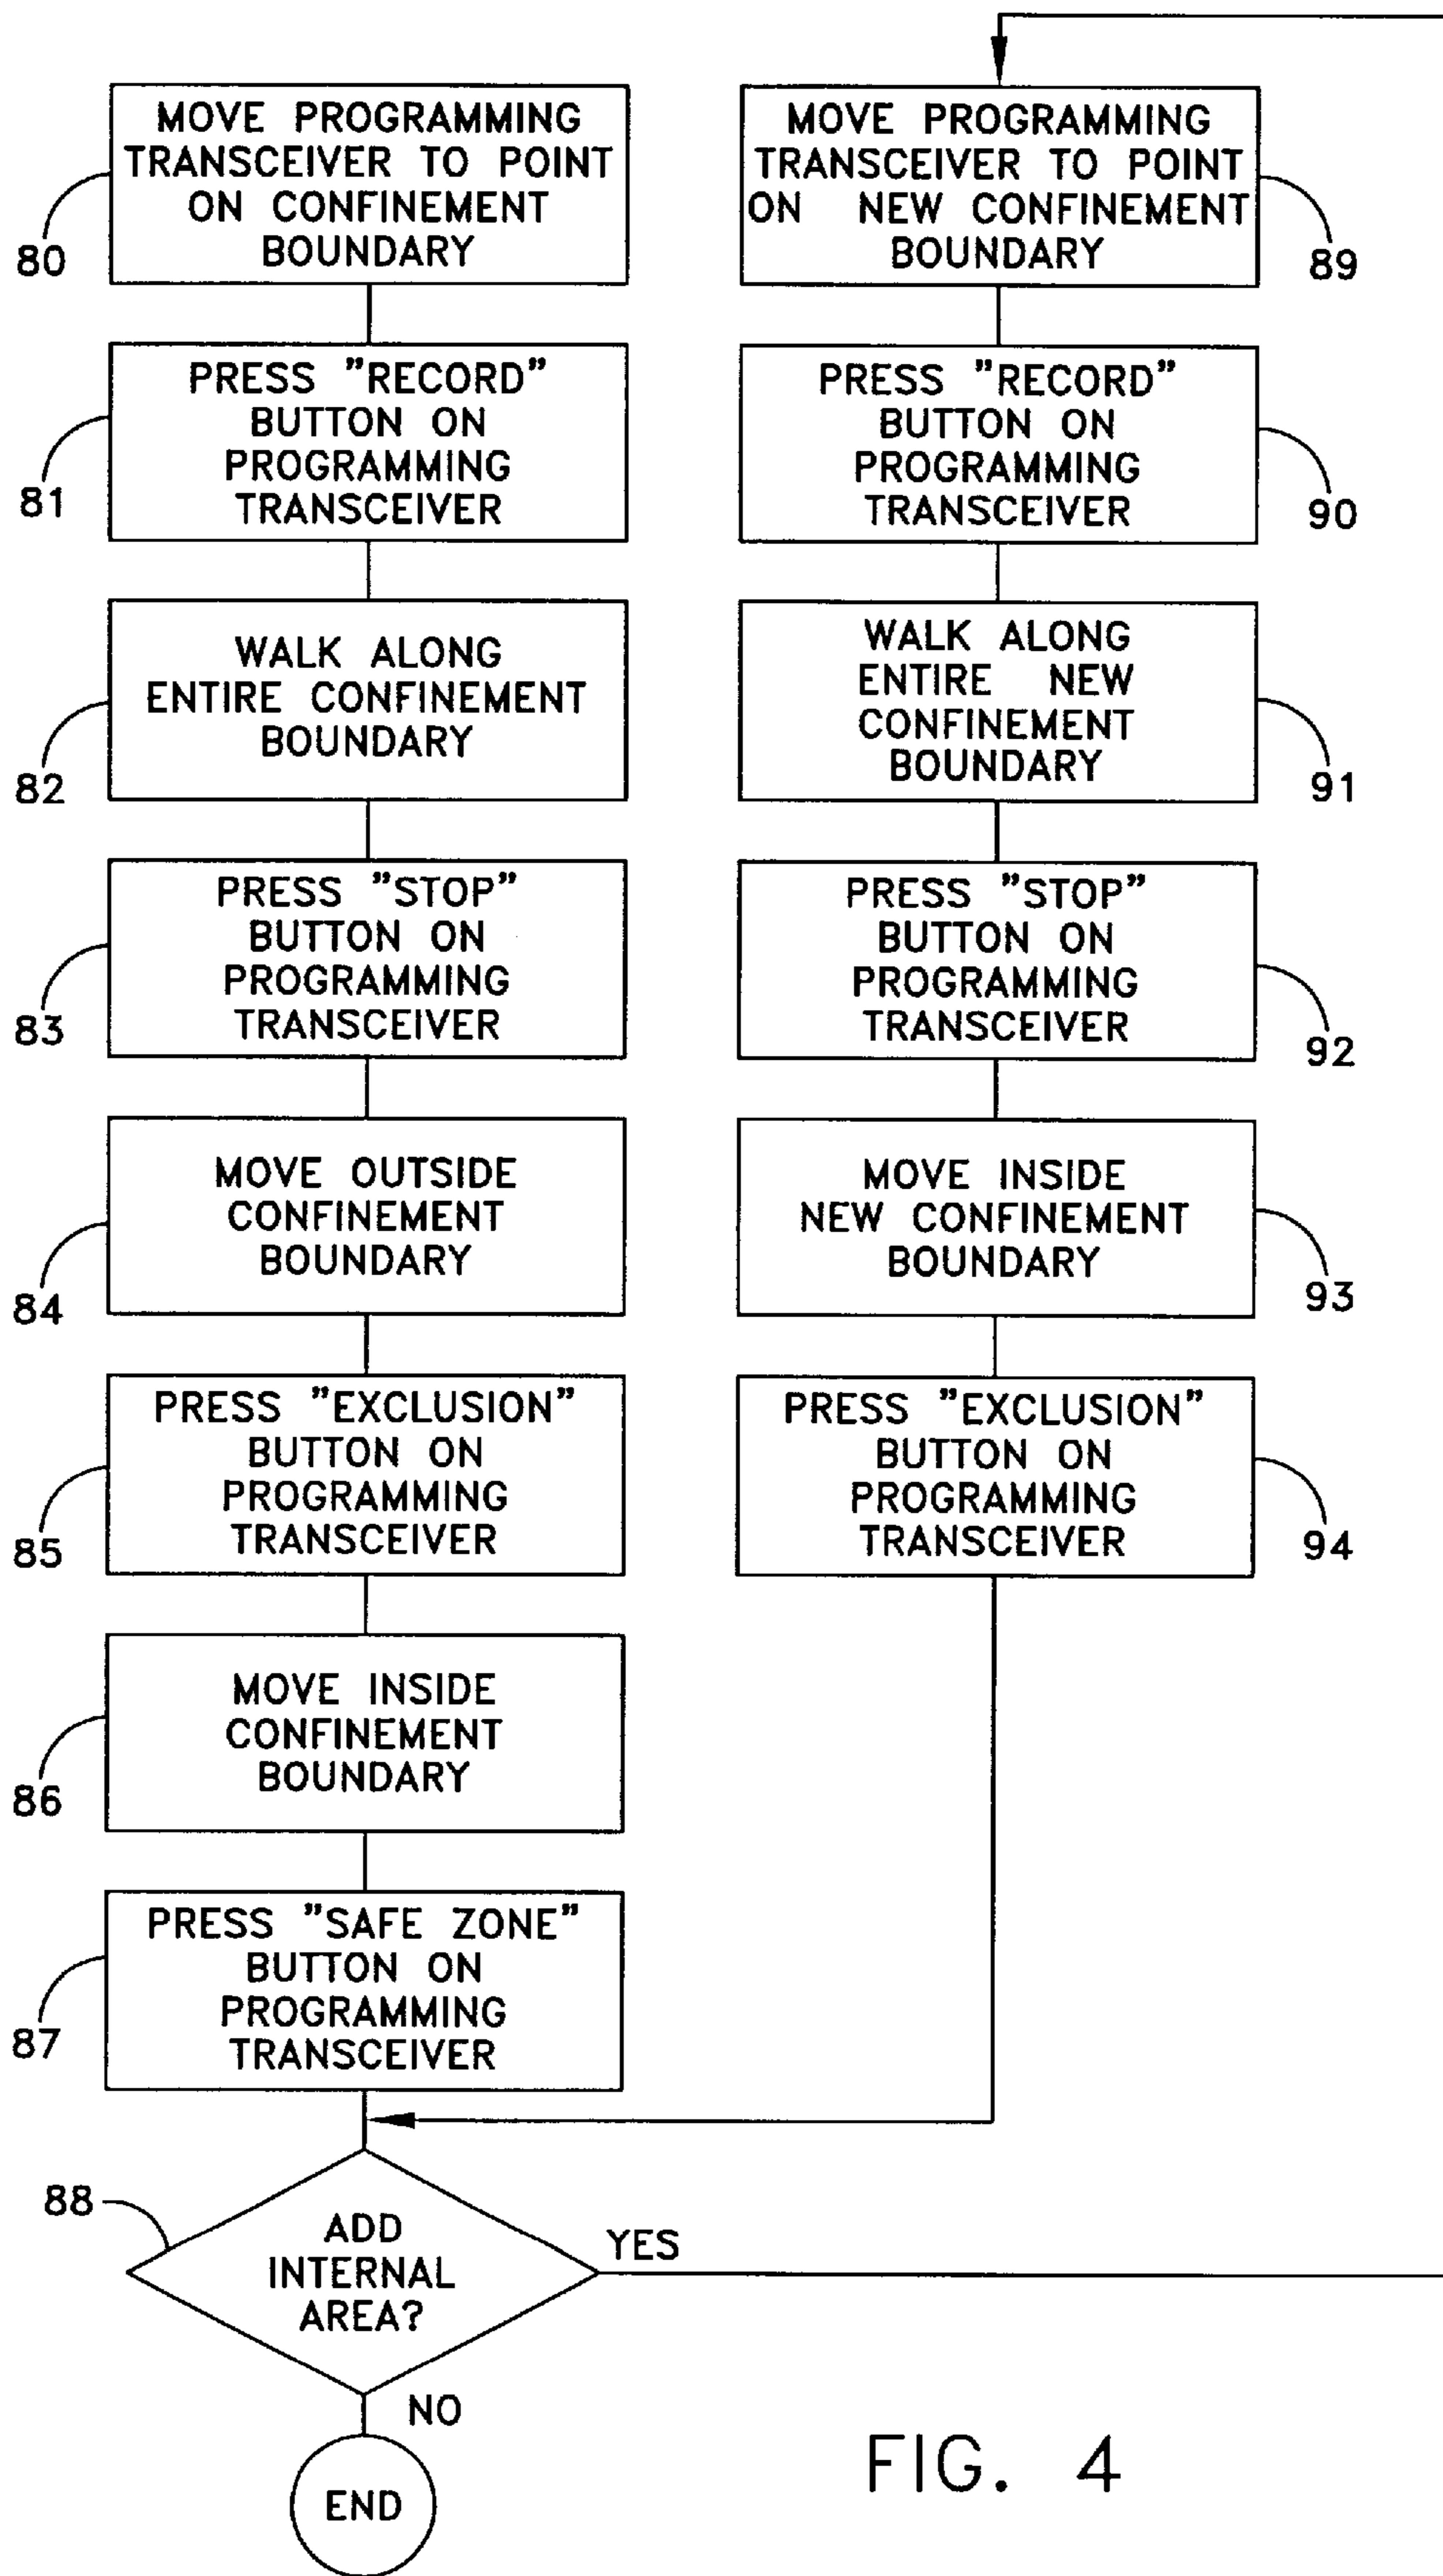 MOVE PROGRAMMING
TRANSCEIVER TO POINT
ON CONFINEMENT
BOUNDARY
80
PRESS "RECORD"
BUTTON ON
PROGRAMMING
TRANSCEIVER
81
WALK ALONG
ENTIRE CONFINEMENT
BOUNDARY
82
PRESS "STOP"
BUTTON ON
PROGRAMMING
TRANSCEIVER
83
MOVE OUTSIDE
CONFINEMENT
BOUNDARY
84
PRESS "EXCLUSION"
BUTTON ON
PROGRAMMING
TRANSCEIVER
85
MOVE INSIDE
CONFINEMENT
BOUNDARY
86
PRESS "SAFE ZONE"
BUTTON ON
PROGRAMMING
TRANSCEIVER
87
88
ADD
INTERNAL
AREA?
YES
NO
END
MOVE PROGRAMMING
TRANSCEIVER TO POINT
ON NEW CONFINEMENT
BOUNDARY
89
PRESS "RECORD"
BUTTON ON
PROGRAMMING
TRANSCEIVER
90
WALK ALONG
ENTIRE NEW
CONFINEMENT
BOUNDARY
91
PRESS "STOP"
BUTTON ON
PROGRAMMING
TRANSCEIVER
92
MOVE INSIDE
NEW CONFINEMENT
BOUNDARY
93
PRESS "EXCLUSION"
BUTTON ON
PROGRAMMING
TRANSCEIVER
94
FIG. 4